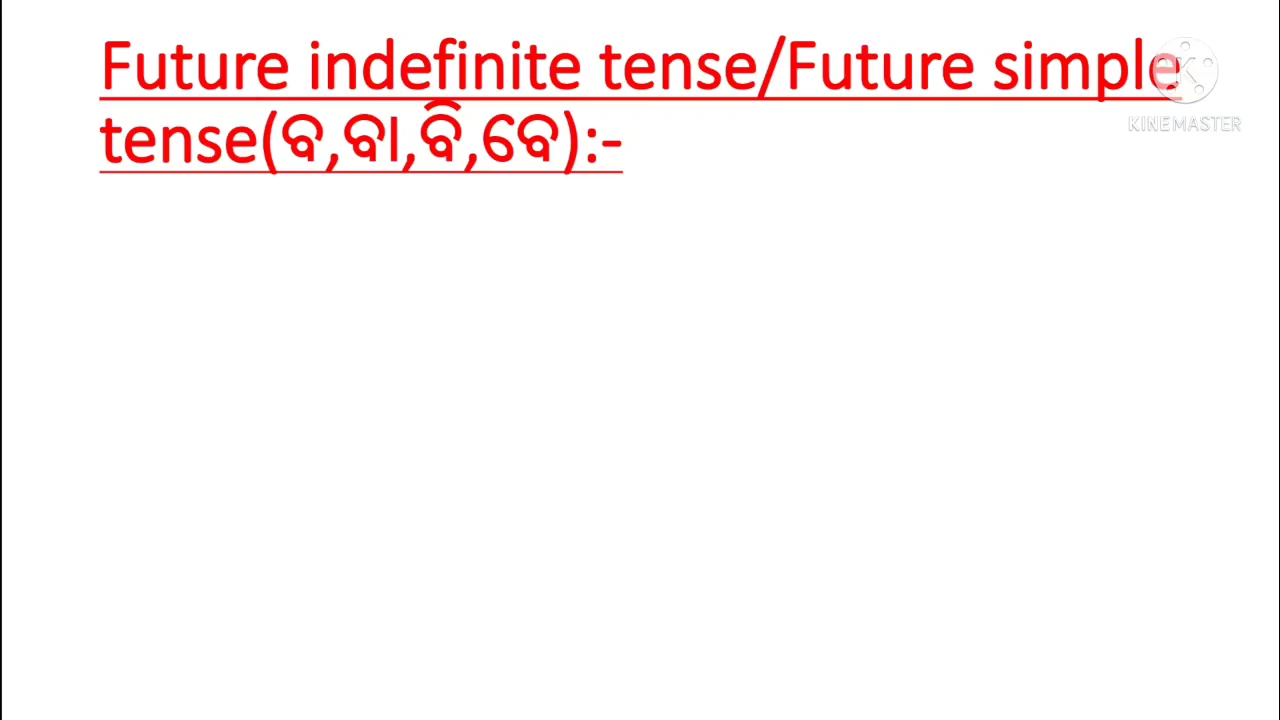 Future indefinite tense/Future simple
tense(ବ,ବା,ବି,ବେ):-
KINEMASTER